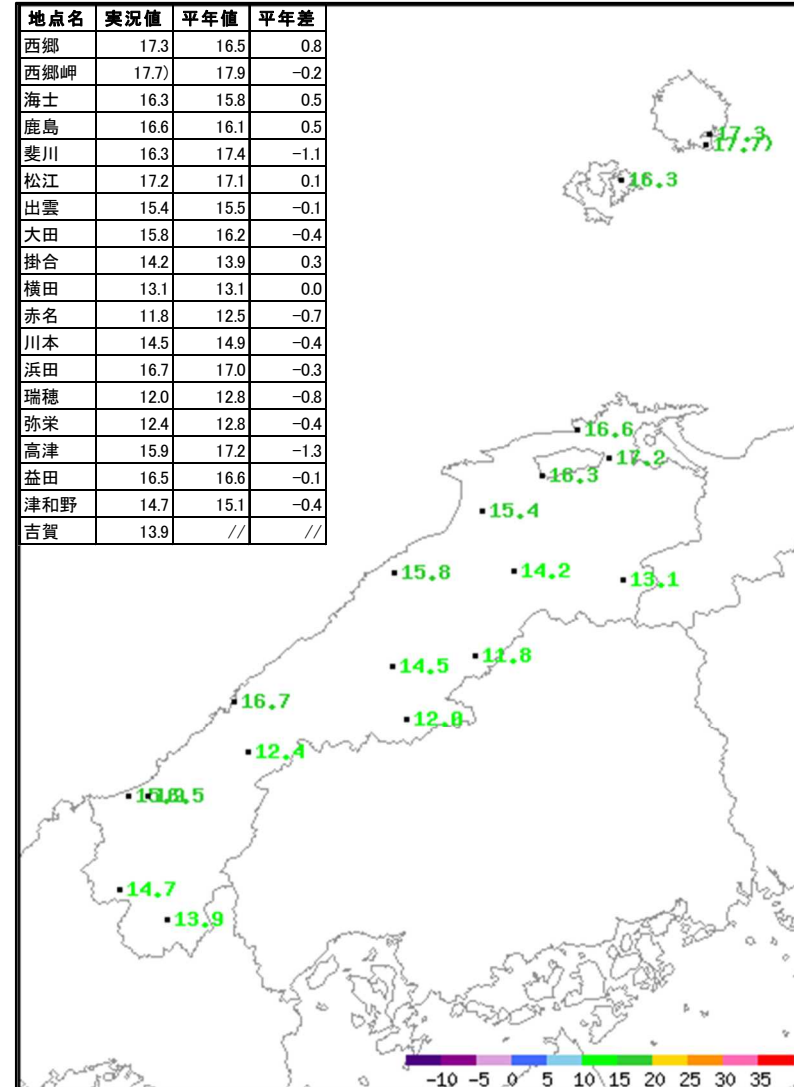 地点名 実況値 平年値 平年差
西郷 17.3 16.5 0.8
西郷岬 17.7) 17.9 −0.2
海士 16.3 15.8 0.5
鹿島 16.6 16.1 0.5
斐川 16.3 17.4 −1.1
松江 17.2 17.1 0.1
出雲 15.4 15.5 −0.1
大田 15.8 16.2 −0.4
掛合 14.2 13.9 0.3
横田 13.1 13.1 0.0
赤名 11.8 12.5 −0.7
川本 14.5 14.9 −0.4
浜田 16.7 17.0 −0.3
瑞穂 12.0 12.8 −0.8
弥栄 12.4 12.8 −0.4
高津 15.9 17.2 −1.3
益田 16.5 16.6 −0.1
津和野 14.7 15.1 −0.4
吉賀 13.9 // //
17.3
17.7)
16.3
16.6
17.2
16.3
15.4
15.8
14.2
13.1
11.8
14.5
16.7
12.0
12.4
14.7
13.9
-10 -5 0 5 10 15 20 25 30 35